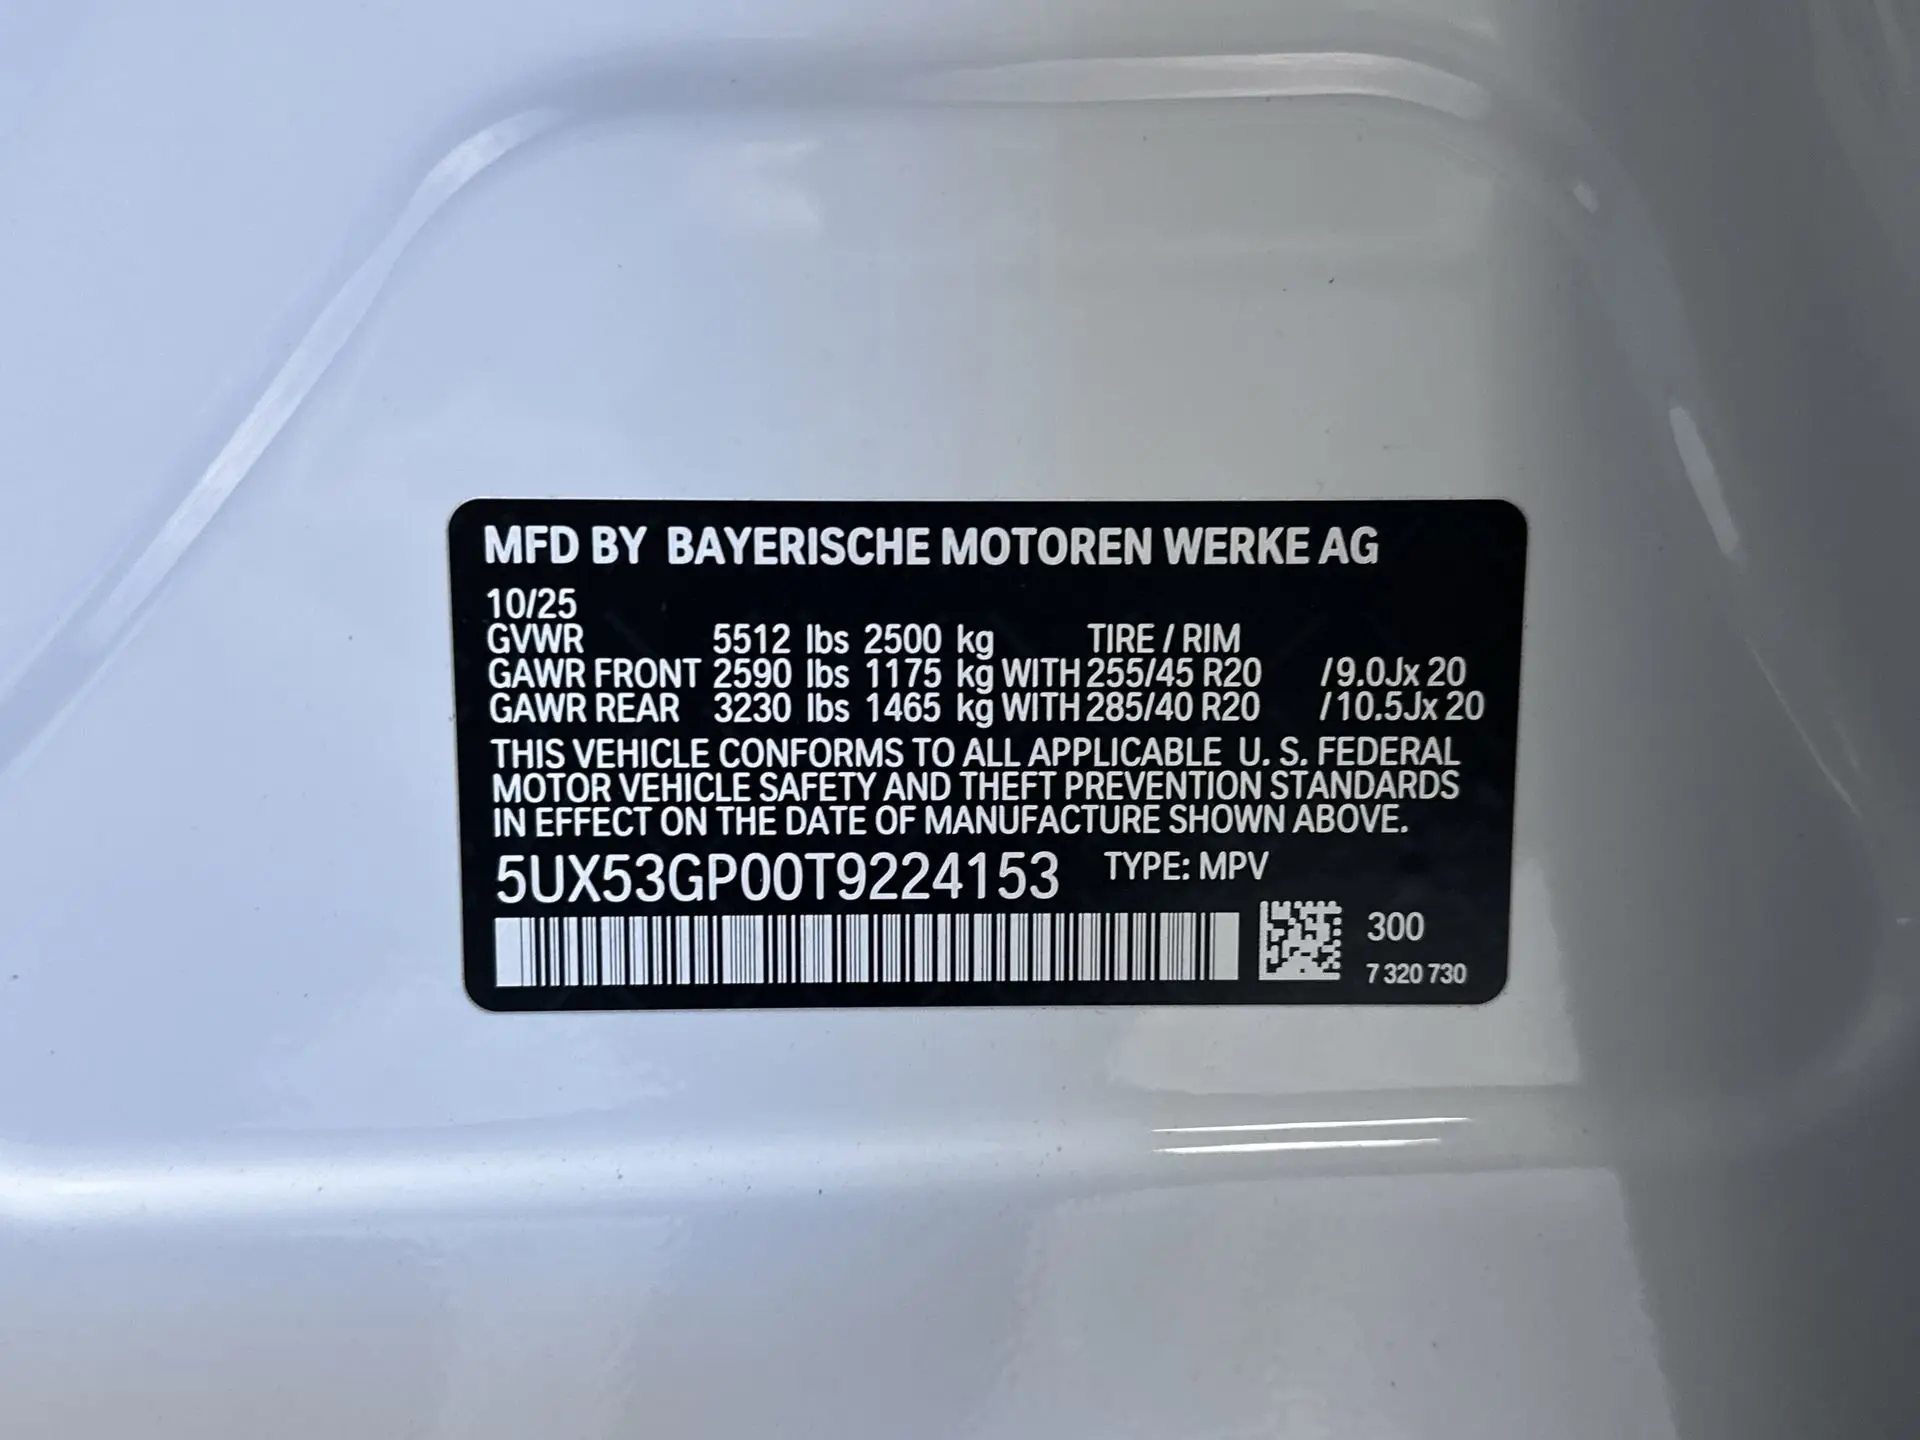 MFD BY BAYERISCHE MOTOREN WERKE AG
10/25
GVWR 5512 lbs 2500 kg TIRE / RIM
GAWR FRONT 2590 lbs 1175 kg WITH 255/45 R20 /9.0Jx 20
GAWR REAR 3230 lbs 1465 kg WITH 285/40 R20 /10.5Jx 20
THIS VEHICLE CONFORMS TO ALL APPLICABLE U. S. FEDERAL
MOTOR VEHICLE SAFETY AND THEFT PREVENTION STANDARDS
IN EFFECT ON THE DATE OF MANUFACTURE SHOWN ABOVE.
5UX53GP00T9224153 TYPE: MPV
300
7 320 730